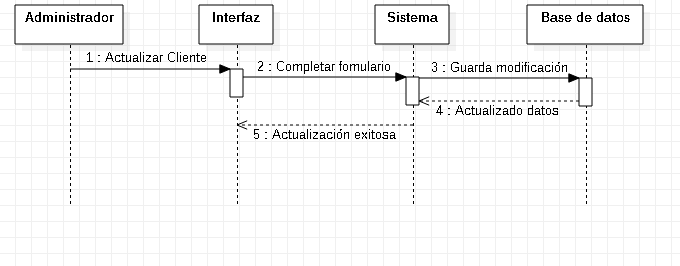 Administrador
Interfaz
Sistema
Base de datos
1 : Actualizar Cliente
2 : Completar fomulario
3 : Guarda modificación
4 : Actualizado datos
5 : Actualización exitosa